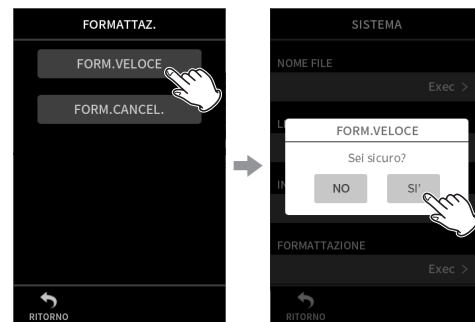 FORMATTAZ.
FORM.VELOCE
FORM.CANCEL.
RITORNO
SISTEMA
NOME FILE
Exec >
FORM.VELOCE
Sei sicuro?
NO
SI'
FORMATTAZIONE
Exec >
RITORNO